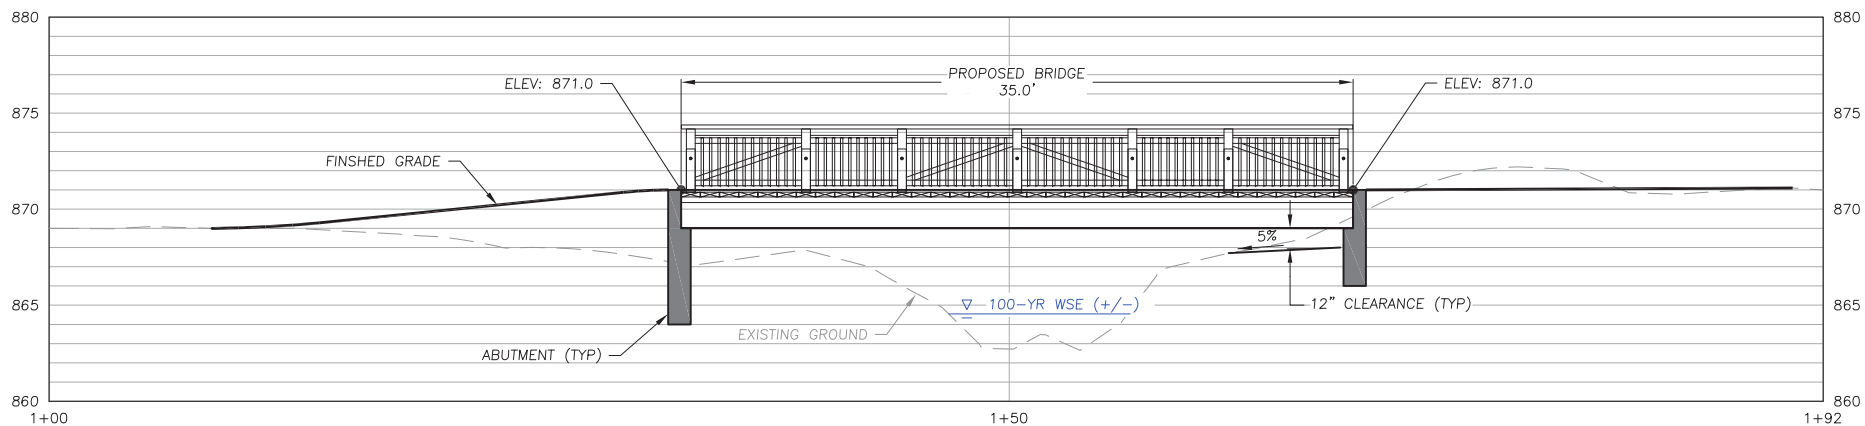 880
880
PROPOSED BRIDGE
35.0'
ELEV: 871.0
ELEV: 871.0
875
875
FINSHED GRADE
870
870
5%
865
100-YR WSE (+/-)
12" CLEARANCE (TYP)
865
EXISTING GROUND
ABUTMENT (TYP)
860
860
1+00
1+50
1+92